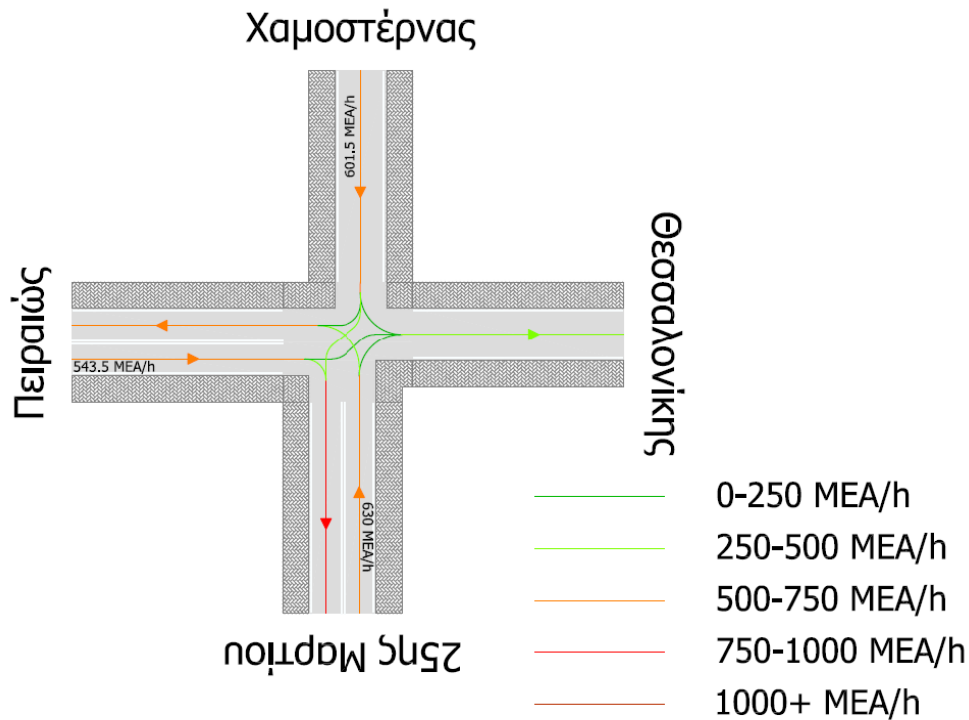 Χαμοστέρνας
601.5 MEA/h
Θεσσαλονίκης
Πειραιώς
543.5 MEA/h
630 MEA/h
25ης Μαρτίου
0-250 MEA/h
250-500 MEA/h
500-750 MEA/h
750-1000 MEA/h
1000+ MEA/h